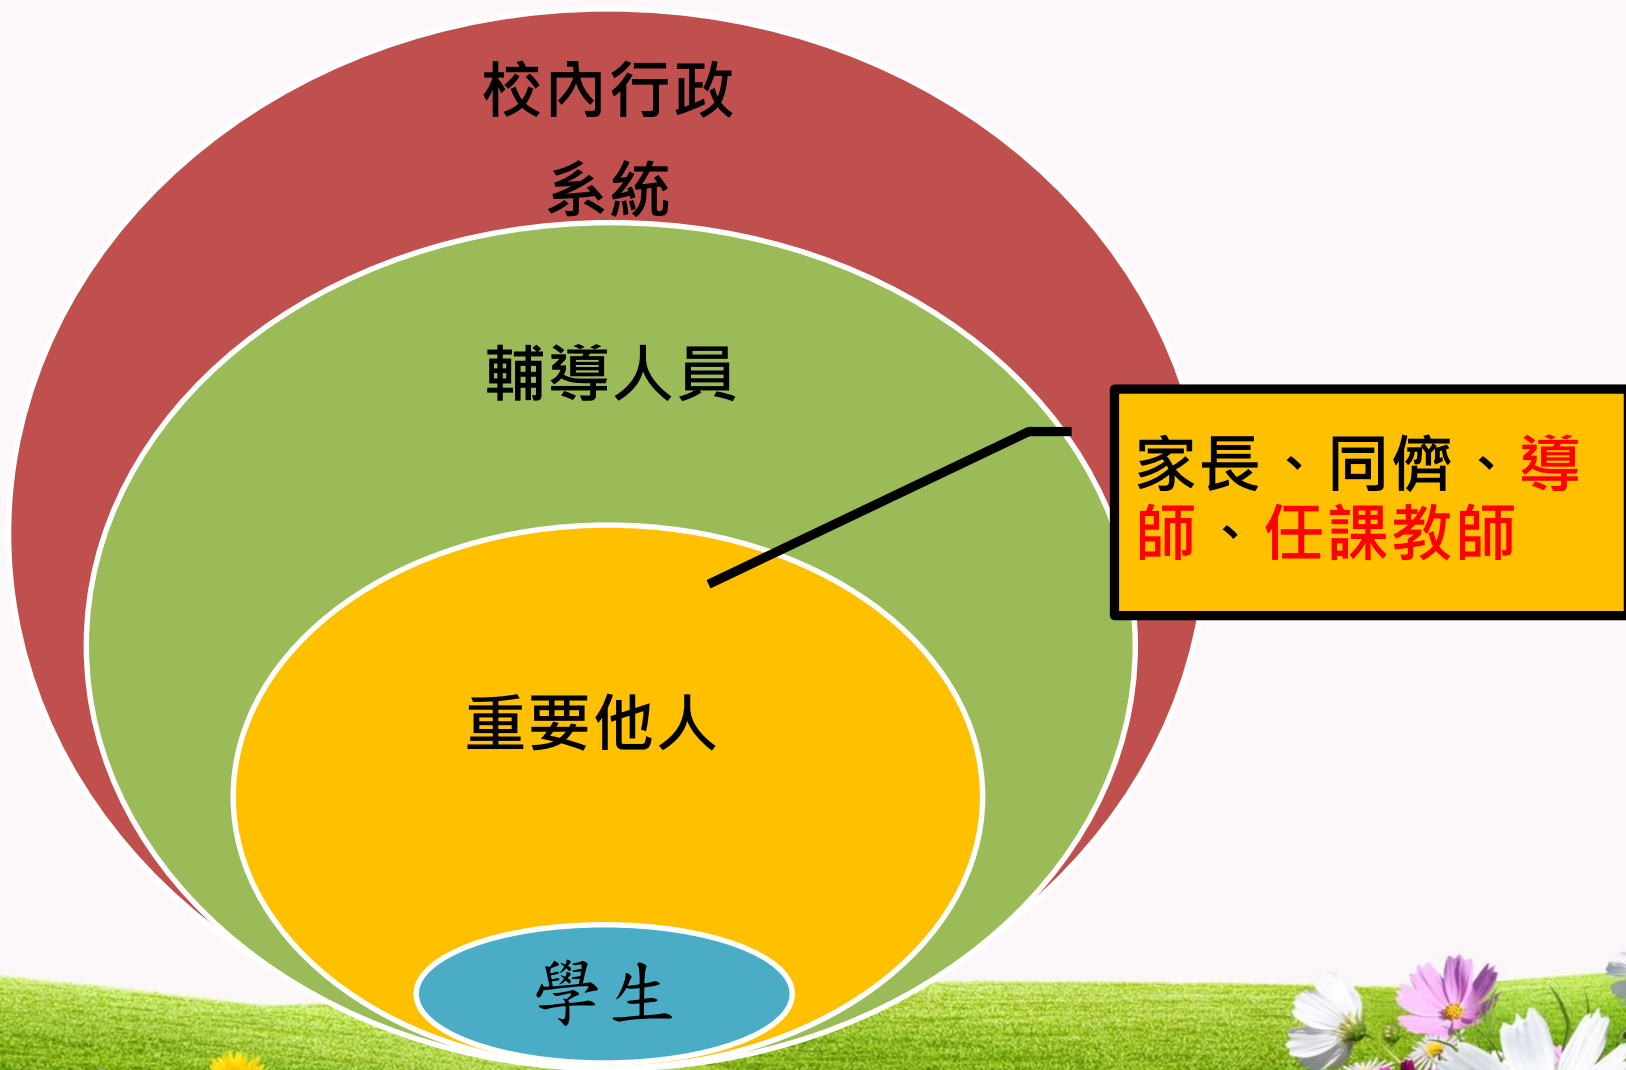 校內行政
系統
輔導人員
家長、同儕、導
師、任課教師
重要他人
學生